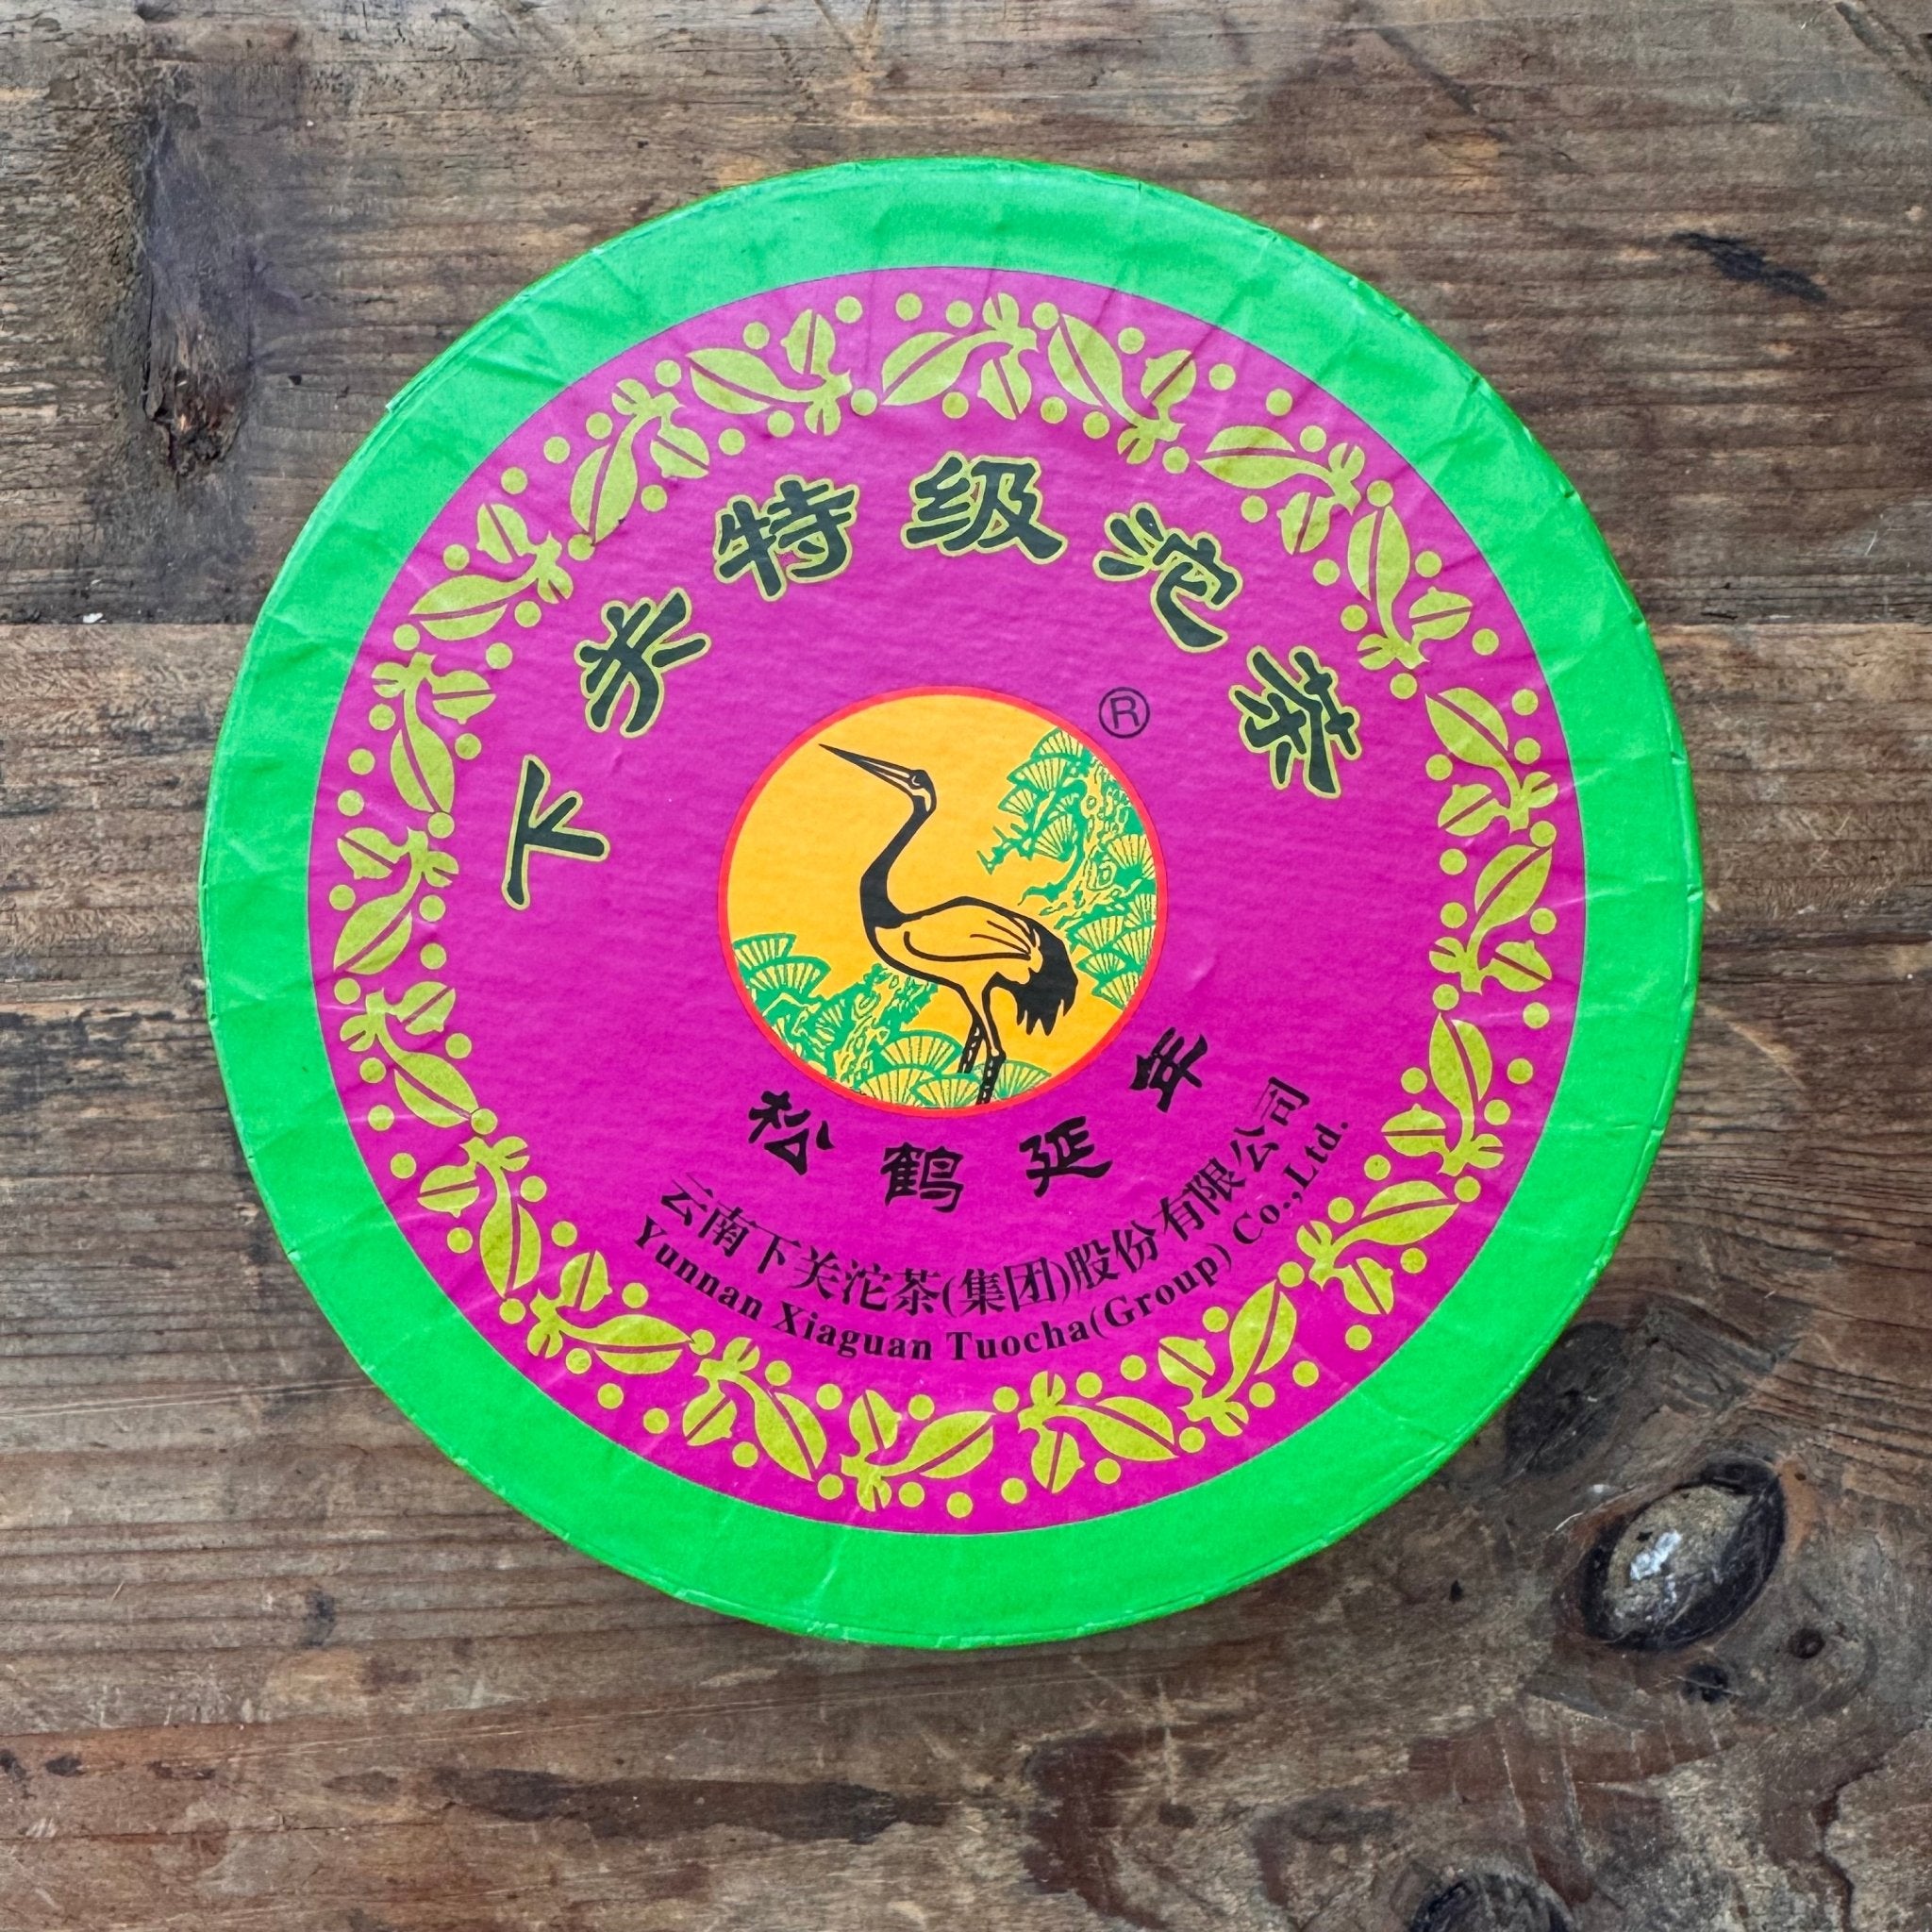 下关特级沱茶
®
松鹤延年
云南下关沱茶(集团)股份有限公司
Yunnan Xiaguan Tuocha(Group) Co.,Ltd.